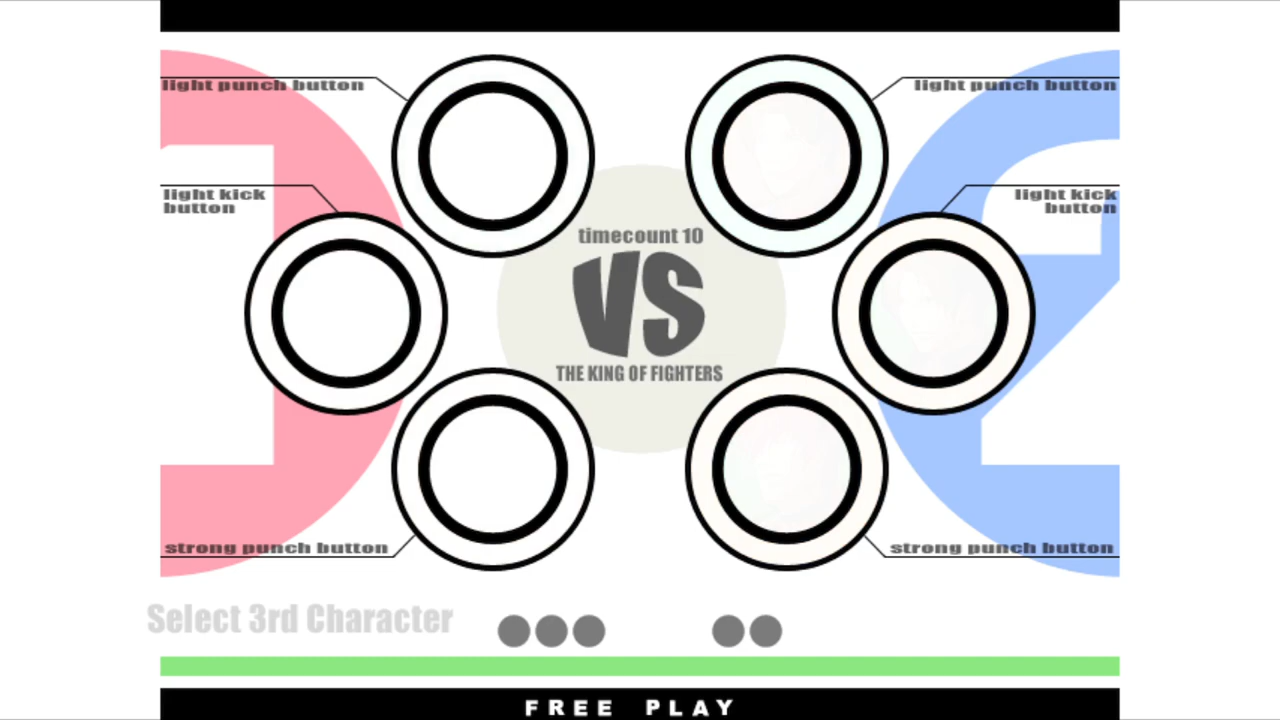 light punch button
light punch button
light kick
button
light kick
button
timecount 10
VS
THE KING OF FIGHTERS
strong punch button
strong punch button
Select 3rd Character
FREE PLAY